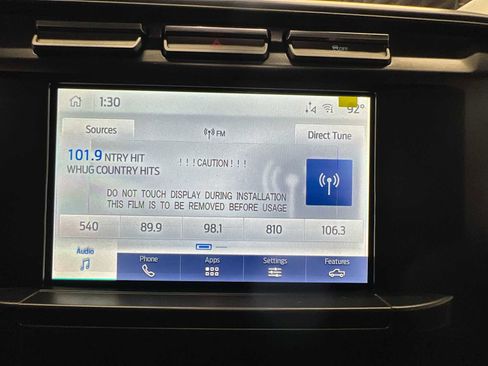 1:30
92°
Sources
FM
Direct Tune
101.9 NTRY HIT
WHUG COUNTRY HITS
!!!CAUTION!!!
DO NOT TOUCH DISPLAY DURING INSTALLATION
THIS FILM IS TO BE REMOVED BEFORE USAGE
540 89.9 98.1 810 106.3
Audio Phone Apps Settings Features